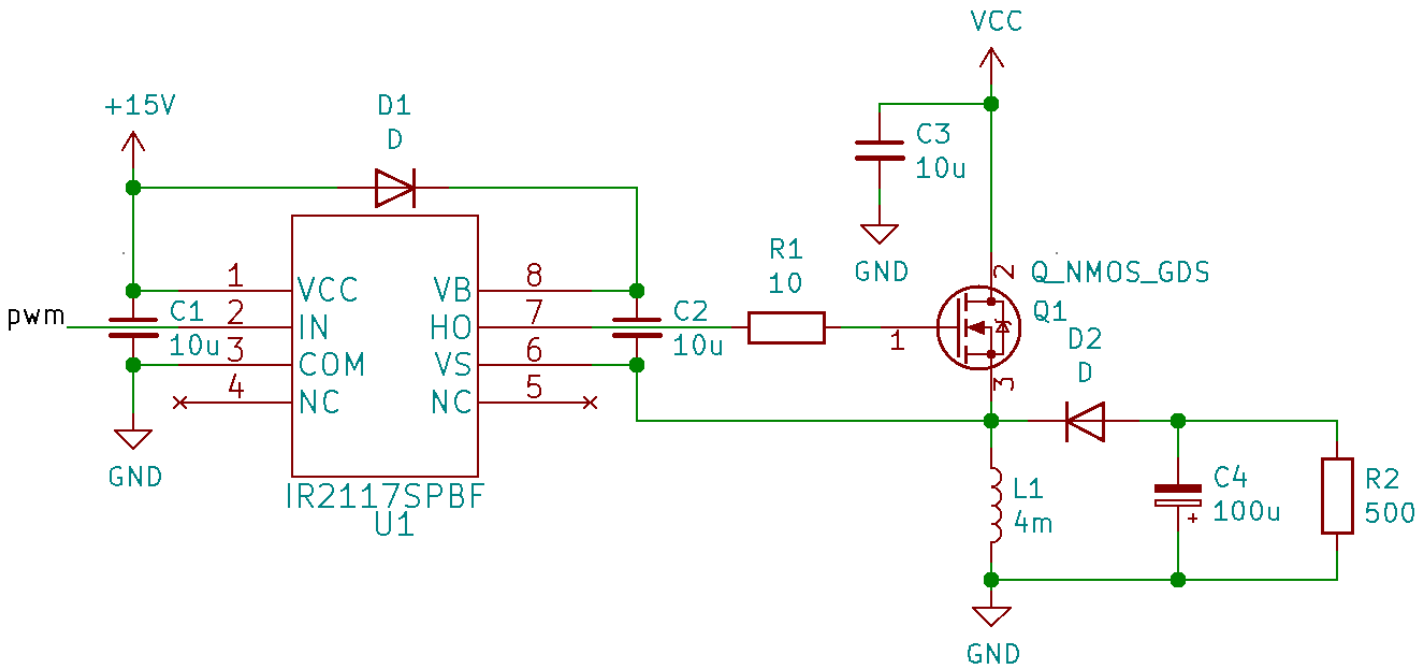 VCC
+15V
D1
D
C3
10u
GND
R1
10
2
Q_NMOS_GDS
Q1
1
3
D2
D
1
VCC
VB
8
pwm
2
IN
HO
7
3
COM
VS
6
4
NC
NC
5
C1
10u
C2
10u
GND
IR2117SPBF
U1
L1
4m
C4
100u
+
R2
500
GND